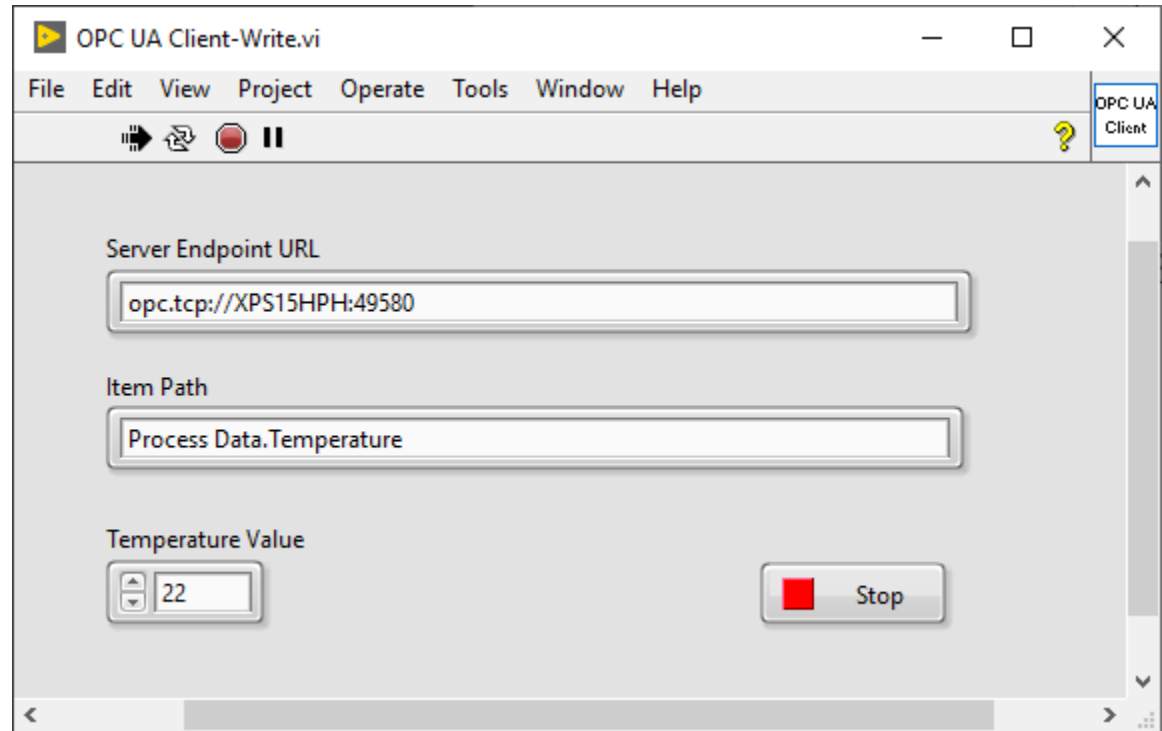 OPC UA Client-Write.vi
File Edit View Project Operate Tools Window Help
OPC UA
Client
Server Endpoint URL
opc.tcp://XPS15HPH:49580
Item Path
Process Data.Temperature
Temperature Value
22
Stop